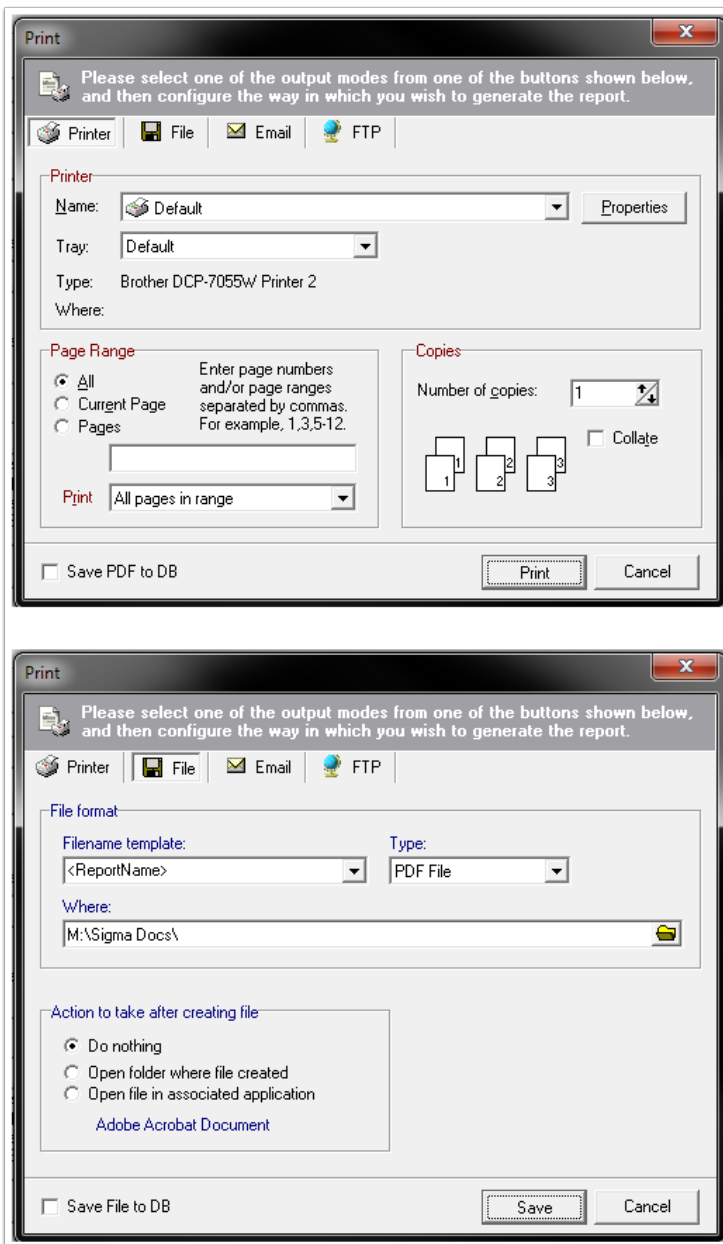 Print
Please select one of the output modes from one of the buttons shown below,
and then configure the way in which you wish to generate the report.
Printer File Email FTP
Printer
Name: Default Properties
Tray: Default
Type: Brother DCP-7055W Printer 2
Where:
Page Range
All
Current Page
Pages
Enter page numbers
and/or page ranges
separated by commas.
For example, 1,3,5-12.
Print All pages in range
Copies
Number of copies: 1
Collate
1 1 2 2 3 3
Save PDF to DB Print Cancel
Print
Please select one of the output modes from one of the buttons shown below,
and then configure the way in which you wish to generate the report.
Printer File Email FTP
File format
Filename template: Type:
<ReportName> PDF File
Where:
M:\Sigma Docs\
Action to take after creating file
Do nothing
Open folder where file created
Open file in associated application
Adobe Acrobat Document
Save File to DB Save Cancel